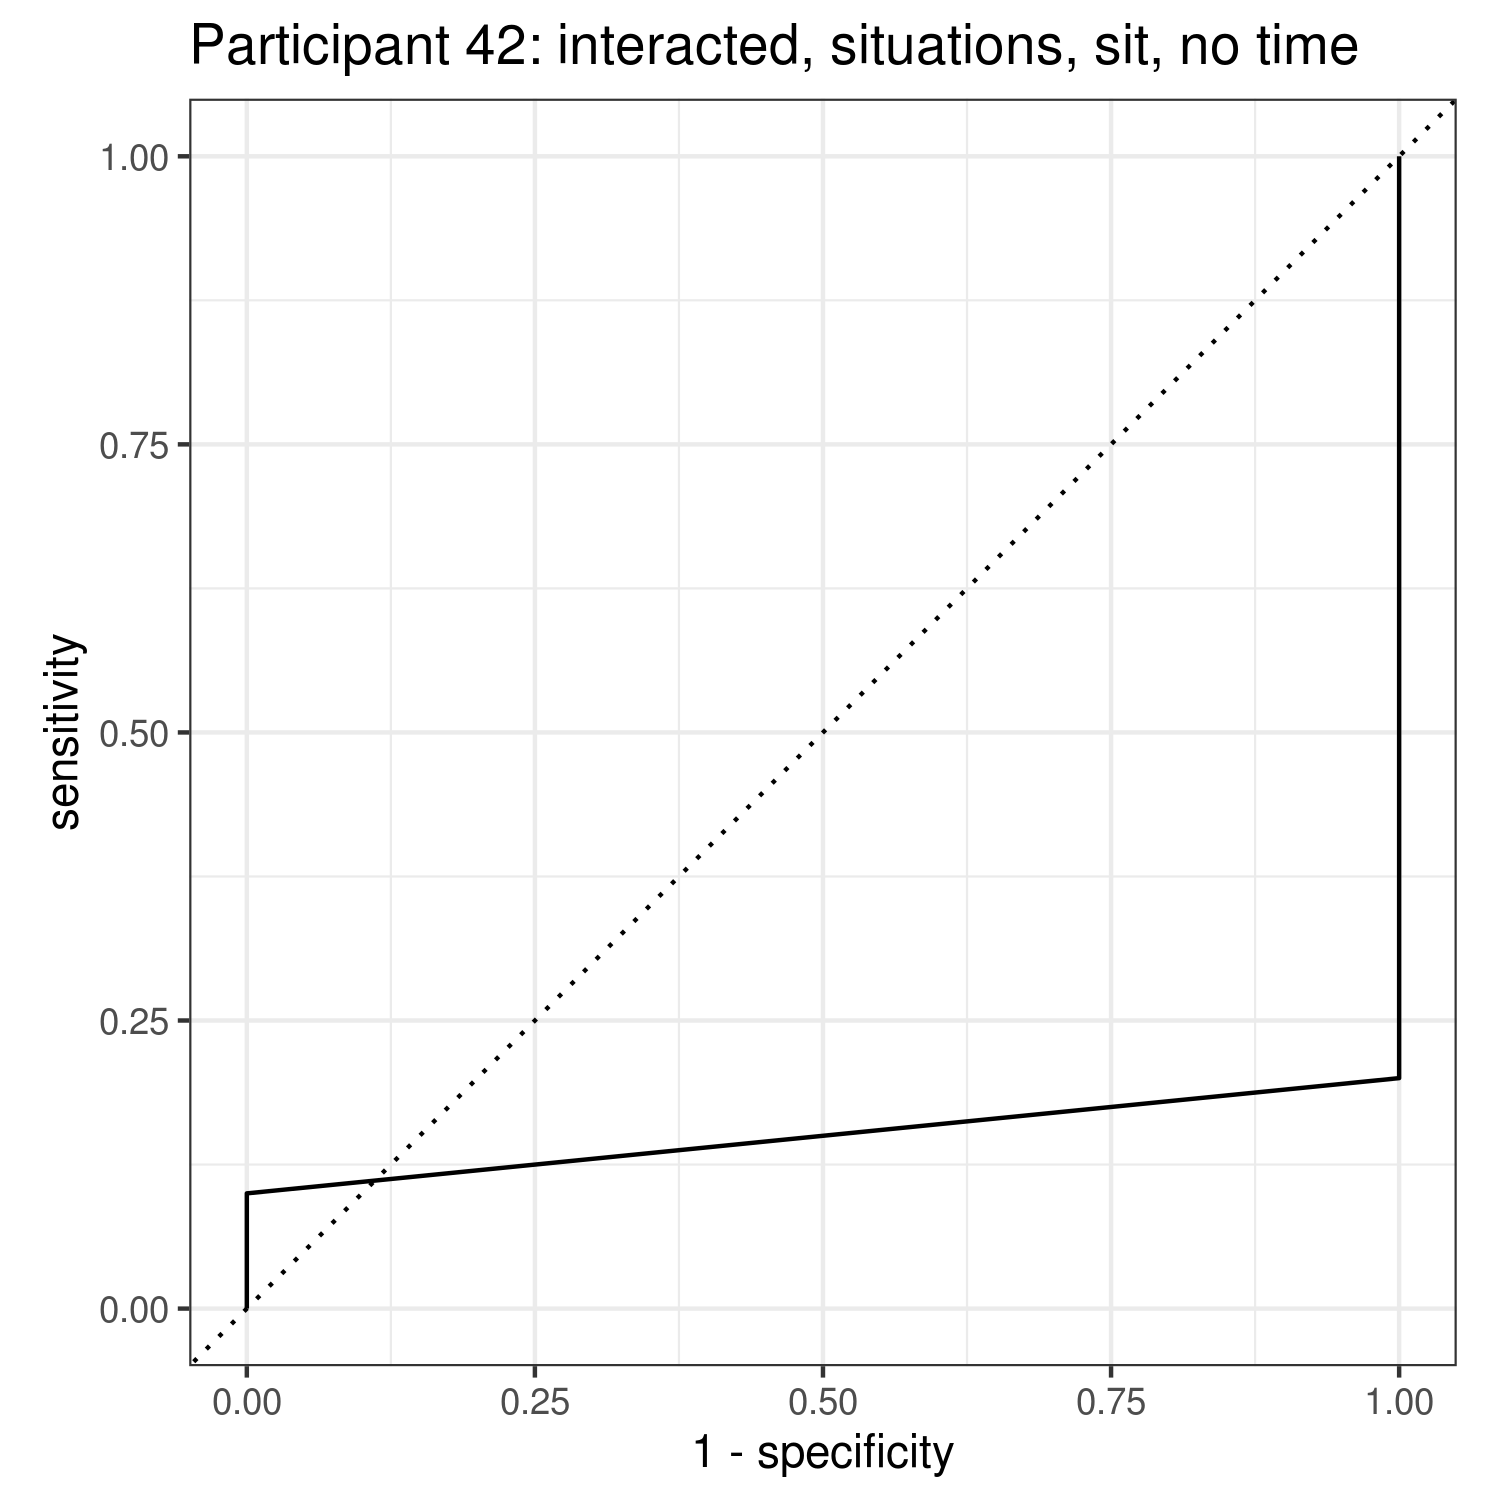 Participant 42: interacted, situations, sit, no time
1.00
0.75
0.50
0.25
0.00
sensitivity
0.00 0.25 0.50 0.75 1.00
1 - specificity